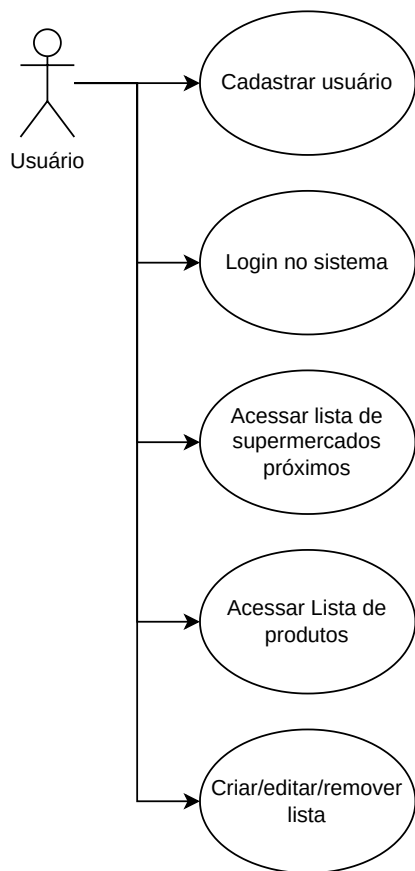 Cadastrar usuário
Usuário
Login no sistema
Acessar lista de
supermercados
próximos
Acessar Lista de
produtos
Criar/editar/remover
lista